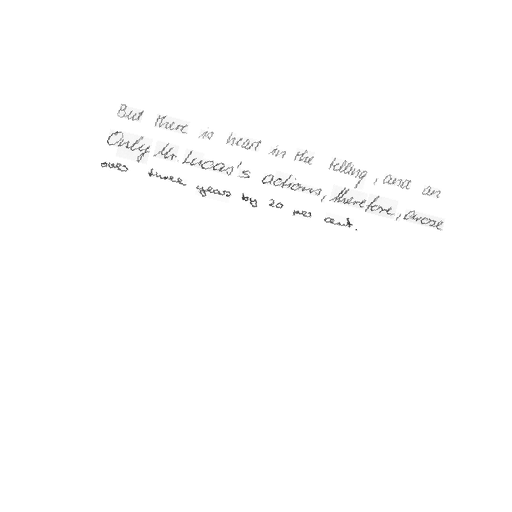 But there is heart in the telling, and an
Only Mr. Lucas's actions, therefore, arose
over three years by 20 per cent.